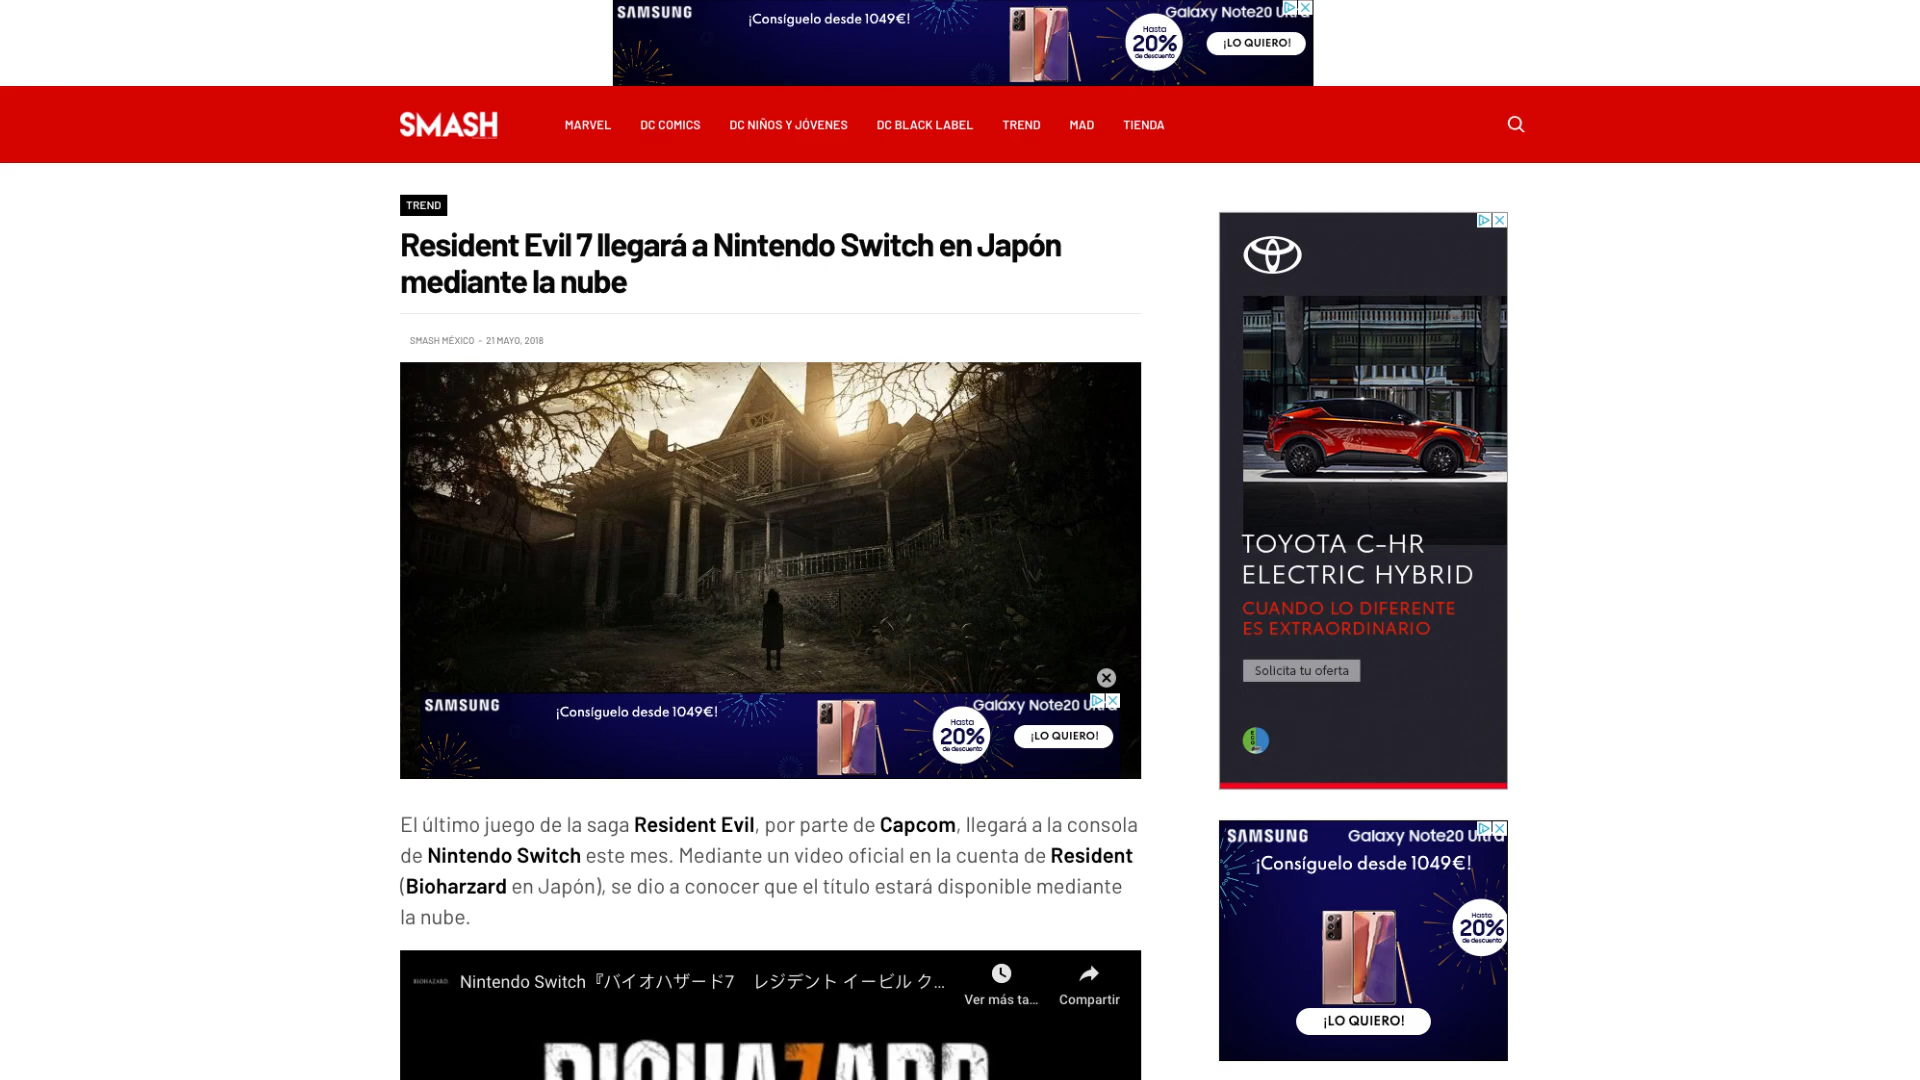 SAMSUNG
¡Consíguelo desde 1049€!
Galaxy Note20 Ultra
Hasta
20%
de descuento
¡LO QUIERO!
SMASH
MARVEL
DC COMICS
DC NIÑOS Y JÓVENES
DC BLACK LABEL
TREND
MAD
TIENDA
TREND
Resident Evil 7 llegará a Nintendo Switch en Japón
mediante la nube
SMASH MÉXICO - 21 MAYO, 2018
SAMSUNG
¡Consíguelo desde 1049€!
Galaxy Note20 Ultra
Hasta
20%
de descuento
¡LO QUIERO!
El último juego de la saga Resident Evil, por parte de Capcom, llegará a la consola
de Nintendo Switch este mes. Mediante un video oficial en la cuenta de Resident
(Bioharzard en Japón), se dio a conocer que el título estará disponible mediante
la nube.
BIOHAZARD
Nintendo Switch『バイオハザード7 レジデント イービル ク...
Ver más ta...
Compartir
BIOHA7ARD
TOYOTA C-HR
ELECTRIC HYBRID
CUANDO LO DIFERENTE
ES EXTRAORDINARIO
Solicita tu oferta
ECO
SAMSUNG
Galaxy Note20 Ultra
¡Consíguelo desde 1049€!
Hasta
20%
de descuento
¡LO QUIERO!